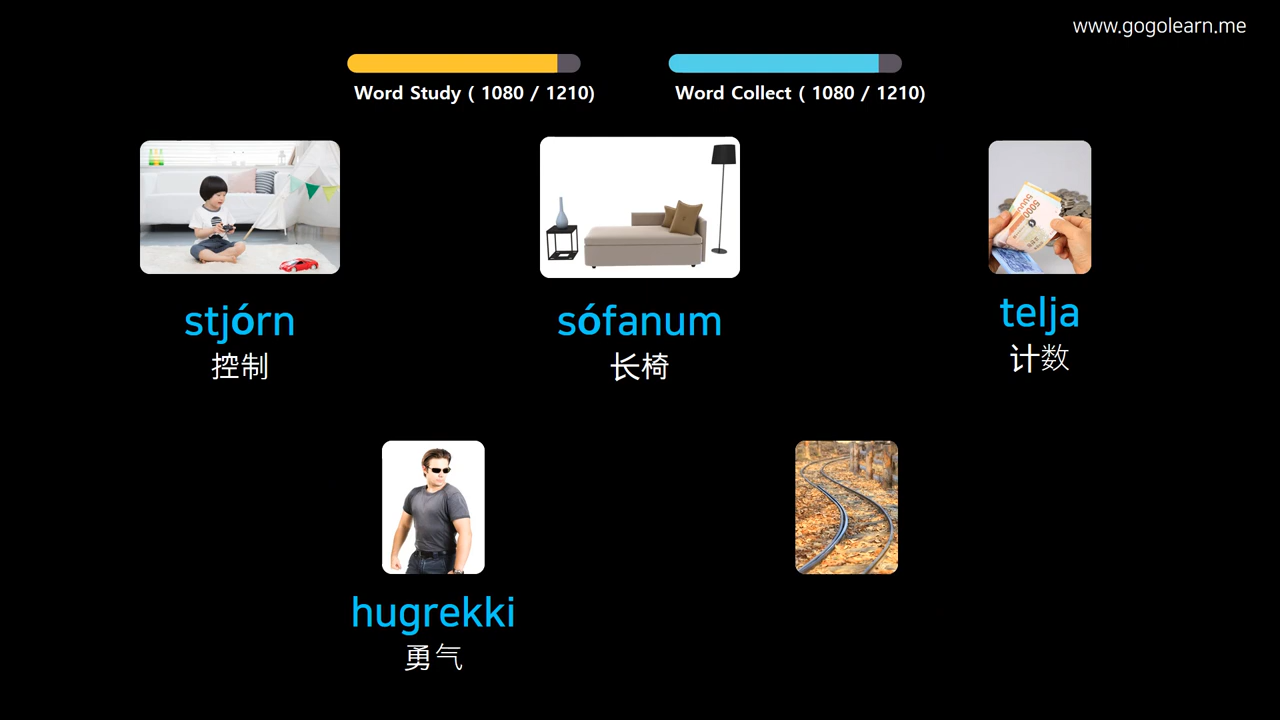 www.gogolearn.me
Word Study ( 1080 / 1210)
Word Collect ( 1080 / 1210)
stjórn
控制
sófanum
长椅
telja
计数
hugrekki
勇气